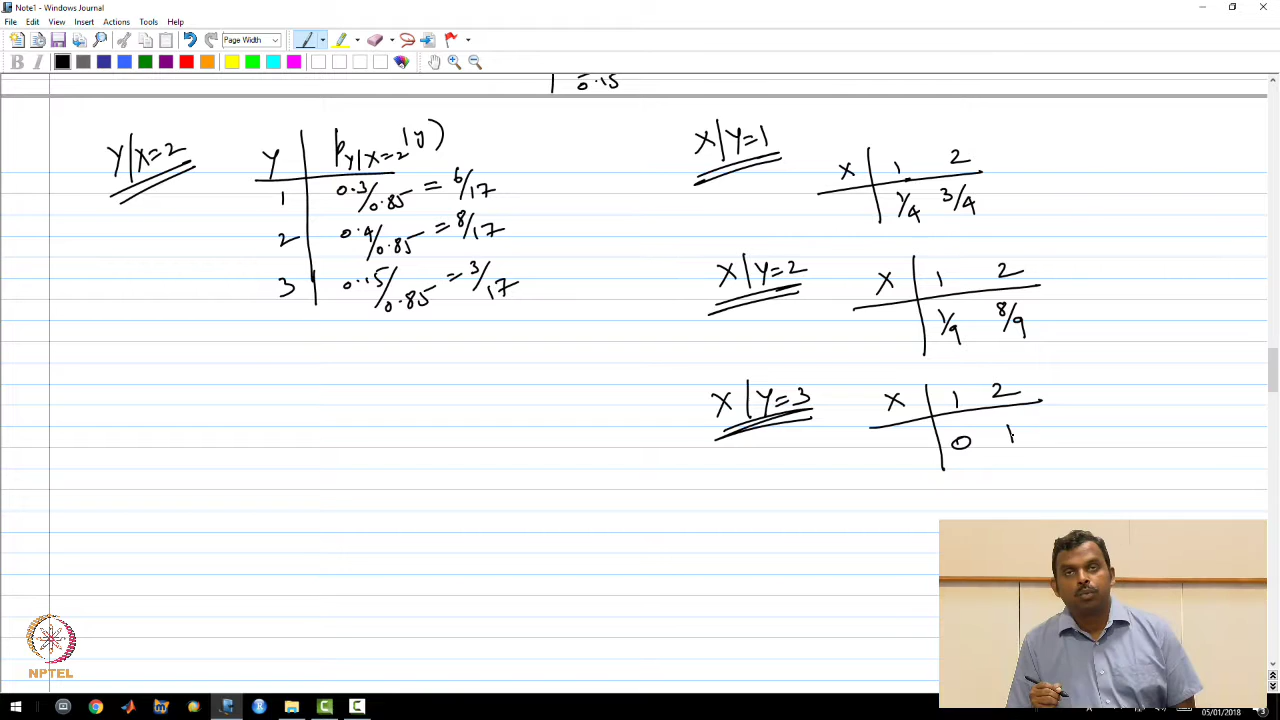 Note1 - Windows Journal
File Edit View Insert Actions Tools Help
Page Width
1 0.15
Y|X=2
Y p_{Y|X=2}(y)
1 0.3/0.85 = 6/17
2 0.4/0.85 = 8/17
3 0.15/0.85 = 3/17
X|Y=1
X 1 2
1/4 3/4
X|Y=2
X 1 2
1/9 8/9
X|Y=3
X 1 2
0 1
NPTEL
05/01/2018